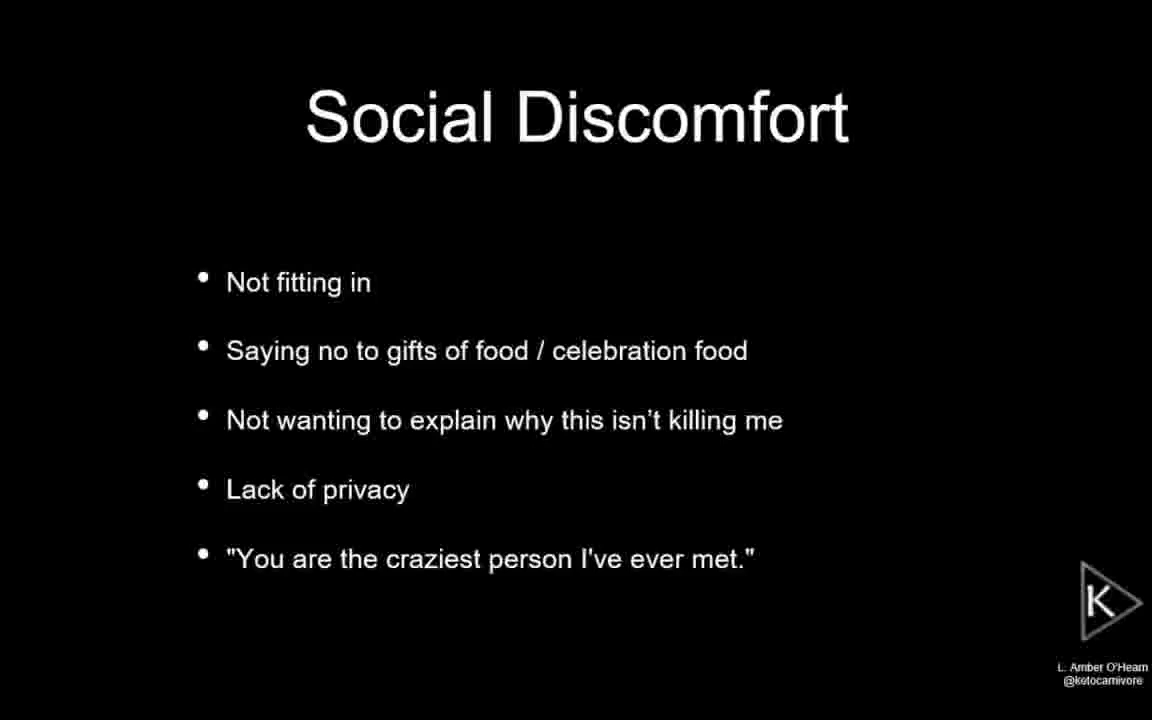 Social Discomfort
• Not fitting in
• Saying no to gifts of food / celebration food
• Not wanting to explain why this isn’t killing me
• Lack of privacy
• "You are the craziest person I've ever met."
K
L. Amber O'Hearn
@ketocarnivore